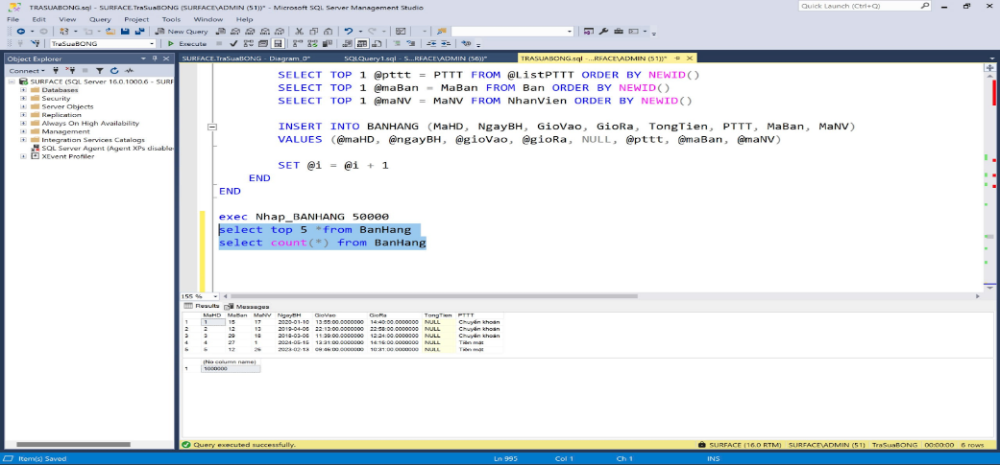 TRASUABONG.sql - SURFACE.TraSuaBONG (SURFACE\ADMIN (51))* - Microsoft SQL Server Management Studio
Quick Launch (Ctrl+Q)
File Edit View Query Project Tools Window Help
New Query
TraSuaBONG
Execute
Object Explorer
SURFACE.TraSuaBONG - Diagram_0*
SQLQuery1.sql - S...RFACE\ADMIN (56))*
TRASUABONG.sql -...RFACE\ADMIN (51))*
Connect
SURFACE (SQL Server 16.0.1000.6 - SURF
Databases
Security
Server Objects
Replication
Always On High Availability
Management
Integration Services Catalogs
SQL Server Agent (Agent XPs disable
XEvent Profiler
SELECT TOP 1 @pttt = PTTT FROM @ListPTTT ORDER BY NEWID()
SELECT TOP 1 @maBan = MaBan FROM Ban ORDER BY NEWID()
SELECT TOP 1 @maNV = MaNV FROM NhanVien ORDER BY NEWID()
INSERT INTO BANHANG (MaHD, NgayBH, GioVao, GioRa, TongTien, PTTT, MaBan, MaNV)
VALUES (@maHD, @ngayBH, @gioVao, @gioRa, NULL, @pttt, @maBan, @maNV)
SET @i = @i + 1
END
END
exec Nhap_BANHANG 50000
select top 5 *from BanHang
select count(*) from BanHang
155 %
Results Messages
MaHD MaBan MaNV NgayBH GioVao GioRa TongTien PTTT
1 1 15 17 2020-01-10 13:55:00.0000000 14:40:00.0000000 NULL Chuyển khoản
2 2 12 13 2019-04-06 22:13:00.0000000 22:58:00.0000000 NULL Chuyển khoản
3 3 29 18 2018-03-05 11:39:00.0000000 12:24:00.0000000 NULL Chuyển khoản
4 4 27 1 2024-05-15 13:31:00.0000000 14:16:00.0000000 NULL Tiền mặt
5 5 12 26 2023-02-13 09:46:00.0000000 10:31:00.0000000 NULL Tiền mặt
(No column name)
1 1000000
Query executed successfully.
SURFACE (16.0 RTM) SURFACE\ADMIN (51) TraSuaBONG 00:00:00 6 rows
Item(s) Saved
Ln 995 Col 1 Ch 1 INS